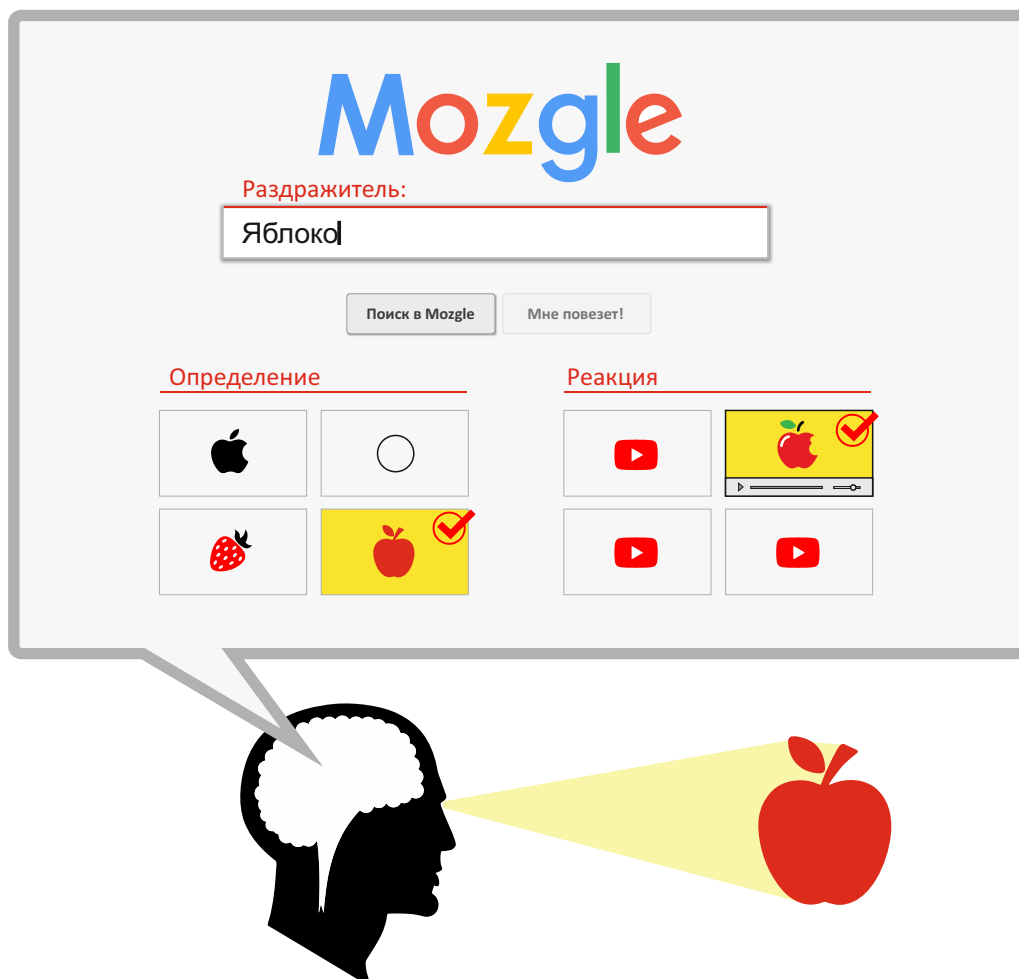 Mozgle
Раздражитель:
Яблоко
Поиск в Mozgle
Мне повезет!
Определение
Реакция